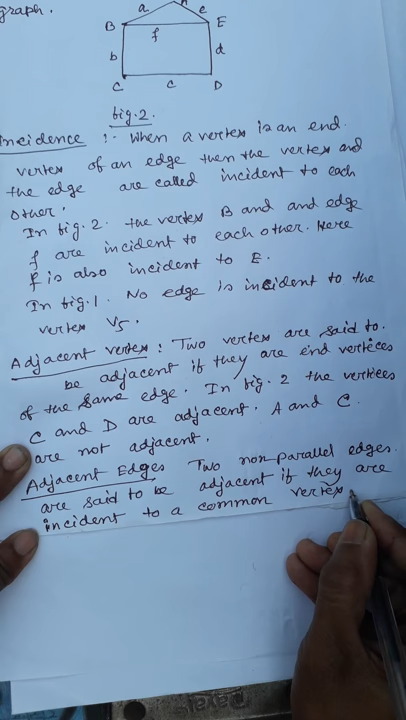 graph.
A
a
e
B
E
f
b
d
C
c
D
fig.2.
Incidence :- When a vertex is an end
vertex of an edge then the vertex and
the edge are called incident to each
other.
In fig. 2. the vertex B and and edge
f are incident to each other. Here
f is also incident to E.
In fig.1. No edge is incident to the
vertex V5.
Adjacent vertex : Two vertex are said to.
be adjacent if they are end vertices
of the same edge. In fig. 2 the vertices
C and D are adjacent. A and C.
are not adjacent.
Adjacent Edges Two non-parallel edges.
are said to be adjacent if they are
incident to a common vertex.